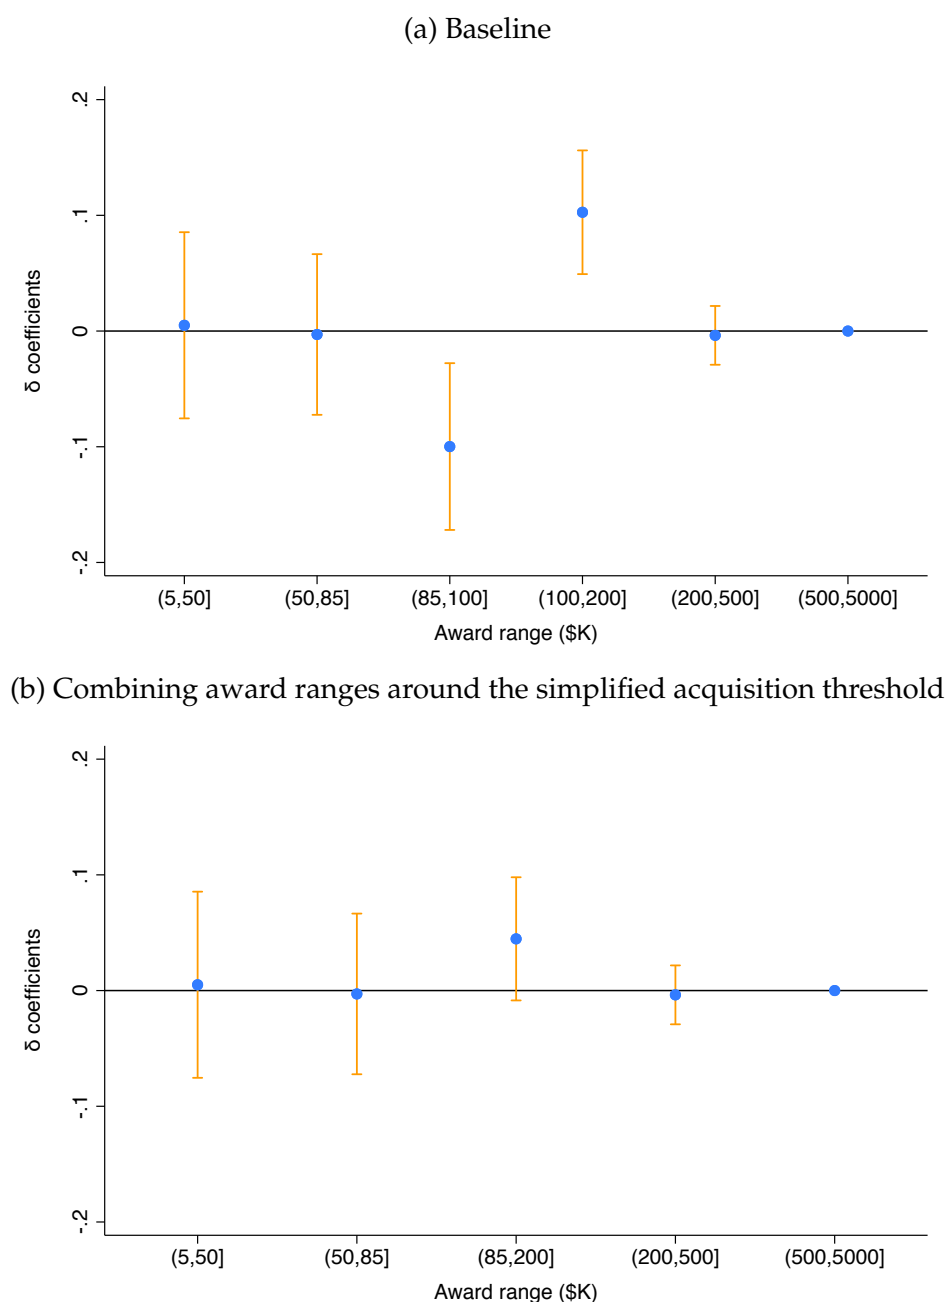 (a) Baseline
.2
.1
0
-.1
-.2
δ coefficients
(5,50] (50,85] (85,100] (100,200] (200,500] (500,5000]
Award range ($K)
(b) Combining award ranges around the simplified acquisition threshold
.2
.1
0
-.1
-.2
δ coefficients
(5,50] (50,85] (85,200] (200,500] (500,5000]
Award range ($K)